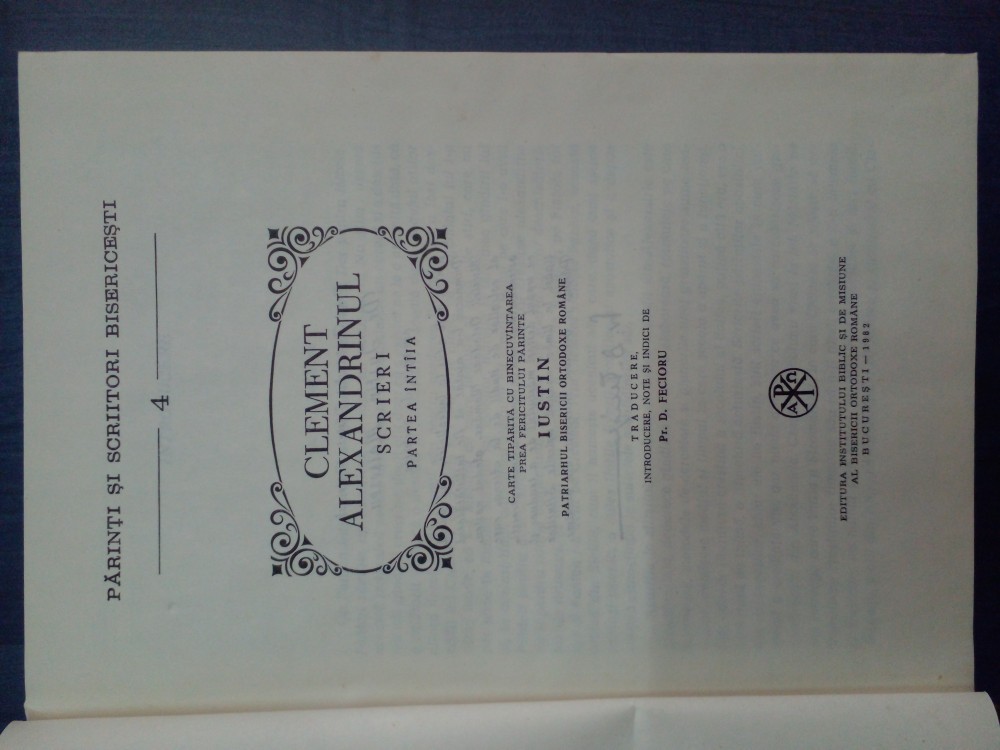 PĂRINȚI ȘI SCRIITORI BISERICEȘTI
4
CLEMENT
ALEXANDRINUL
SCRIERI
PARTEA ÎNTÎIA
CARTE TIPĂRITĂ CU BINECUVÎNTAREA
PREA FERICITULUI PĂRINTE
IUSTIN
PATRIARHUL BISERICII ORTODOXE ROMÂNE
TRADUCERE,
INTRODUCERE, NOTE ȘI INDICI DE
Pr. D. FECIORU
A P Ω
EDITURA INSTITUTULUI BIBLIC ȘI DE MISIUNE
AL BISERICII ORTODOXE ROMÂNE
BUCUREȘTI — 1982